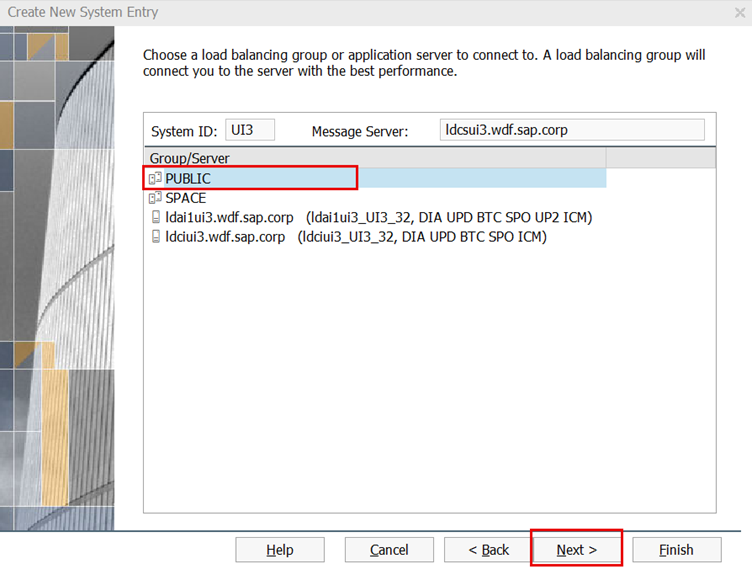 Create New System Entry
Choose a load balancing group or application server to connect to. A load balancing group will
connect you to the server with the best performance.
System ID: UI3 Message Server: ldcsui3.wdf.sap.corp
Group/Server
PUBLIC
SPACE
ldai1ui3.wdf.sap.corp (ldai1ui3_UI3_32, DIA UPD BTC SPO UP2 ICM)
ldciui3.wdf.sap.corp (ldciui3_UI3_32, DIA UPD BTC SPO ICM)
Help Cancel < Back Next > Finish